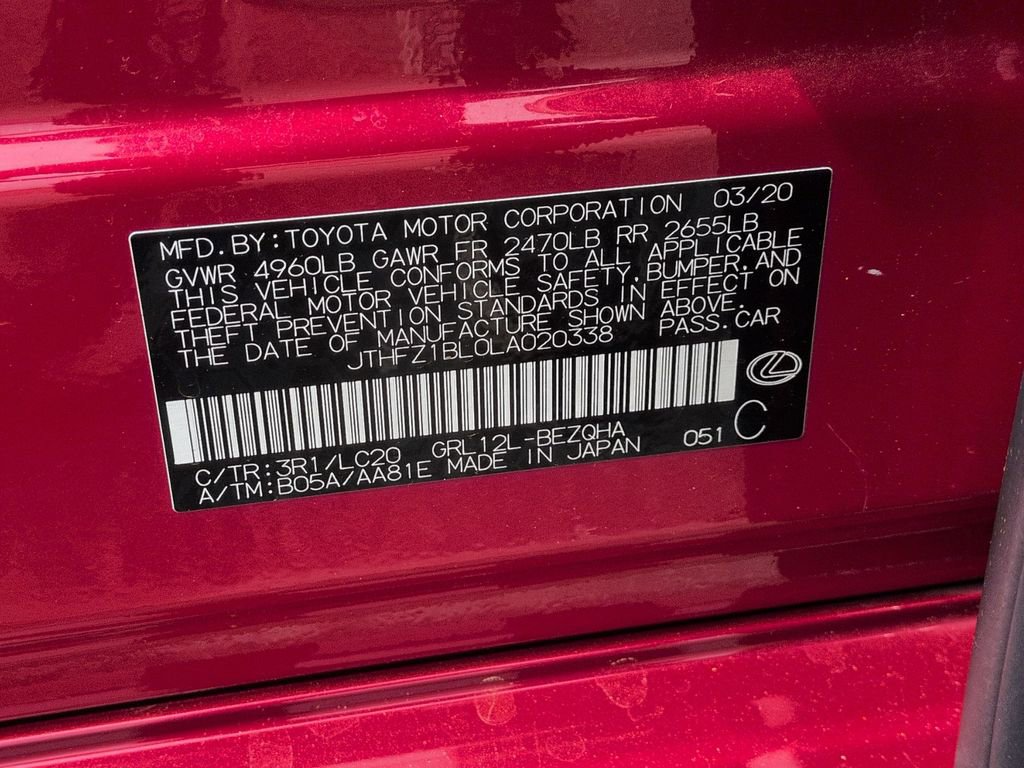 MFD.BY:TOYOTA MOTOR CORPORATION 03/20
GVWR 4960LB GAWR FR 2470LB RR 2655LB
THIS VEHICLE CONFORMS TO ALL APPLICABLE
FEDERAL MOTOR VEHICLE SAFETY,BUMPER,AND
THEFT PREVENTION STANDARDS IN EFFECT ON
THE DATE OF MANUFACTURE SHOWN ABOVE.
JTHFZ1BL0LA020338 PASS.CAR
C/TR:3R1/LC20 GRL12L-BEZQHA 051 C
A/TM:B05A/AA81E MADE IN JAPAN